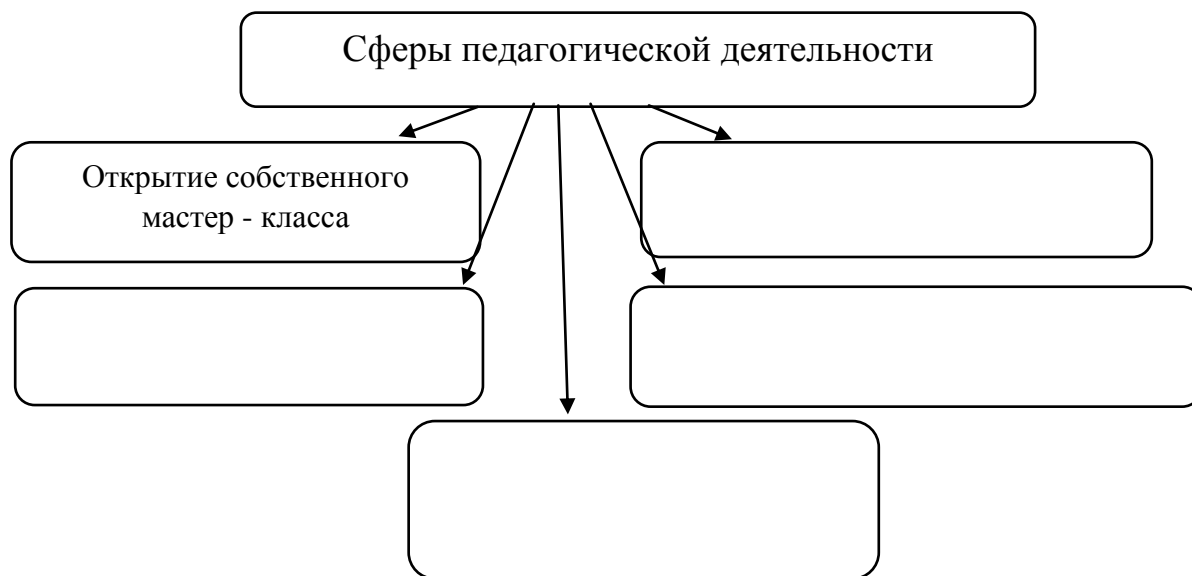 Сферы педагогической деятельности
Открытие собственного
мастер - класса